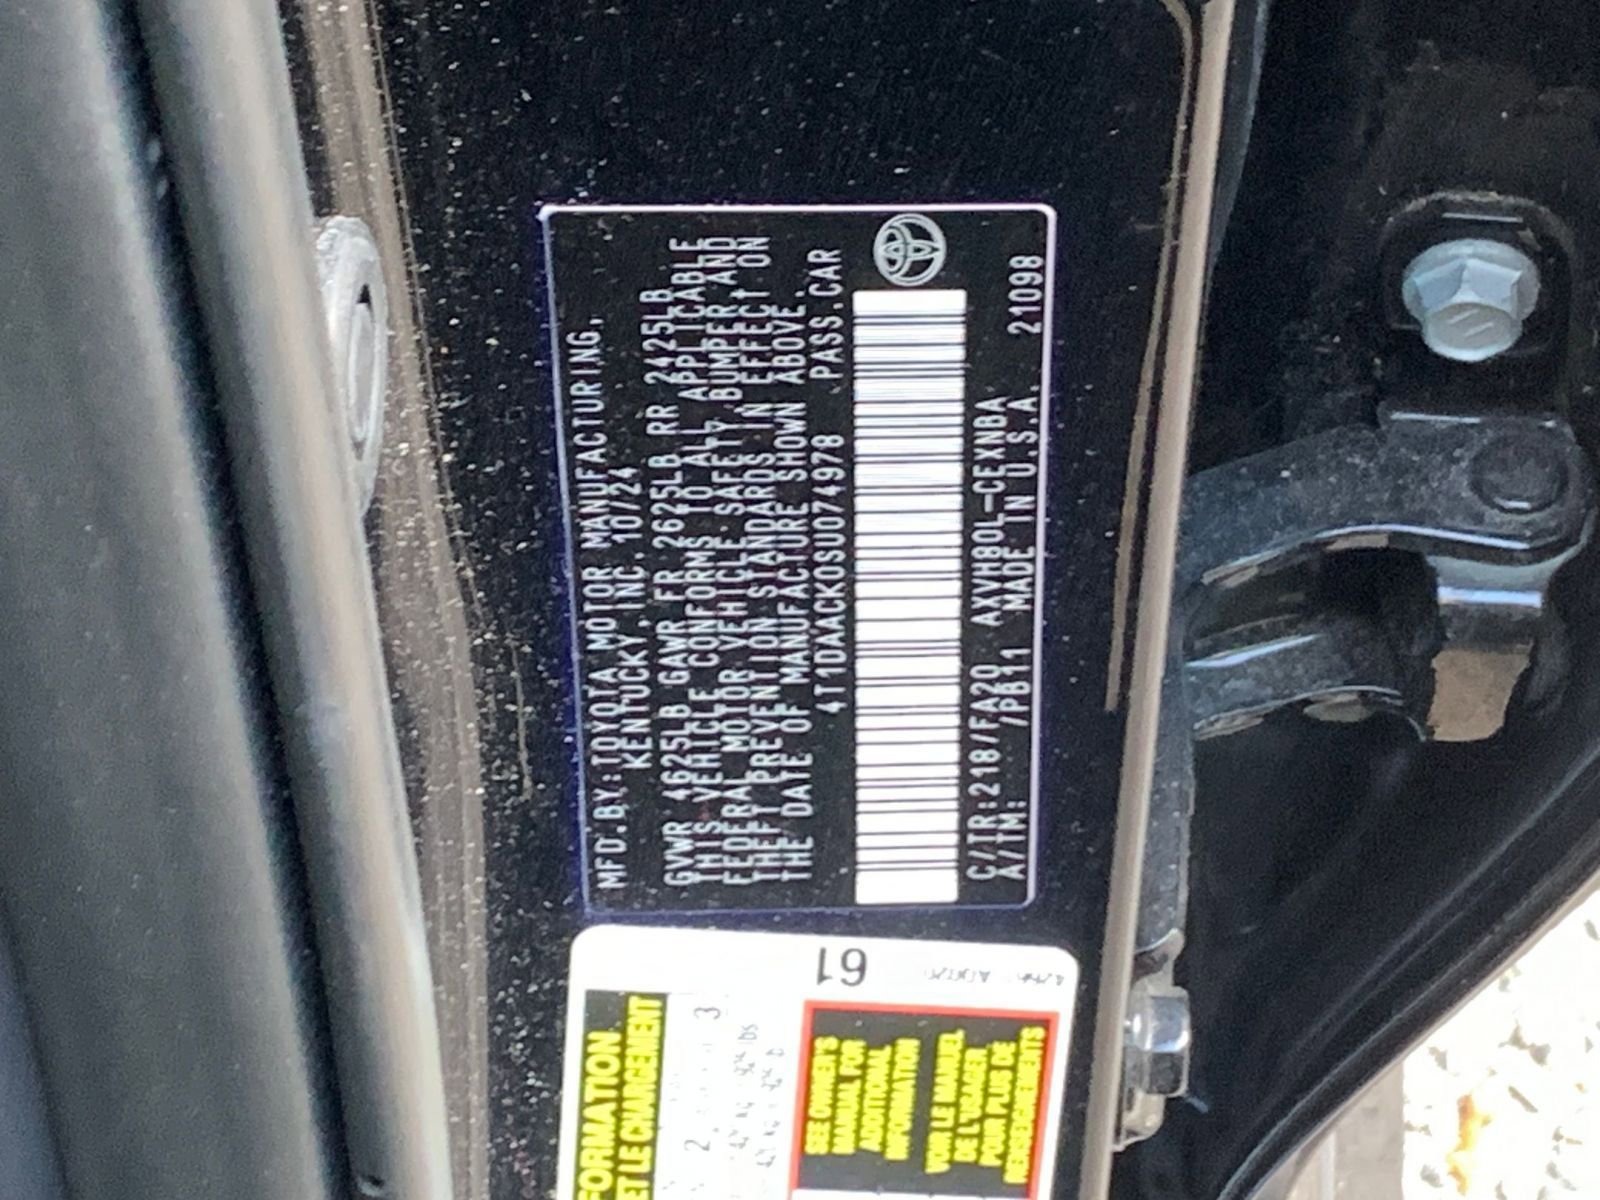 MFD.BY:TOYOTA MOTOR MANUFACTURING,
KENTUCKY,INC. 10/24
GVWR 4625LB GAWR FR 2625LB RR 2425LB
THIS VEHICLE CONFORMS TO ALL APPLICABLE
FEDERAL MOTOR VEHICLE SAFETY,BUMPER,AND
THEFT PREVENTION STANDARDS IN EFFECT ON
THE DATE OF MANUFACTURE SHOWN ABOVE.
4T1DAACK0SU074978 PASS.CAR
C/TR:218/FA20 AXVH80L-CEXNBA
A/TM: /PB11 MADE IN U.S.A. 21098
61
FORMATION
ET LE CHARGEMENT
2 3
SEE OWNER'S
MANUAL FOR
ADDITIONAL
INFORMATION
VOIR LE MANUEL
DE L'USAGER
POUR PLUS DE
RENSEIGNEMENTS